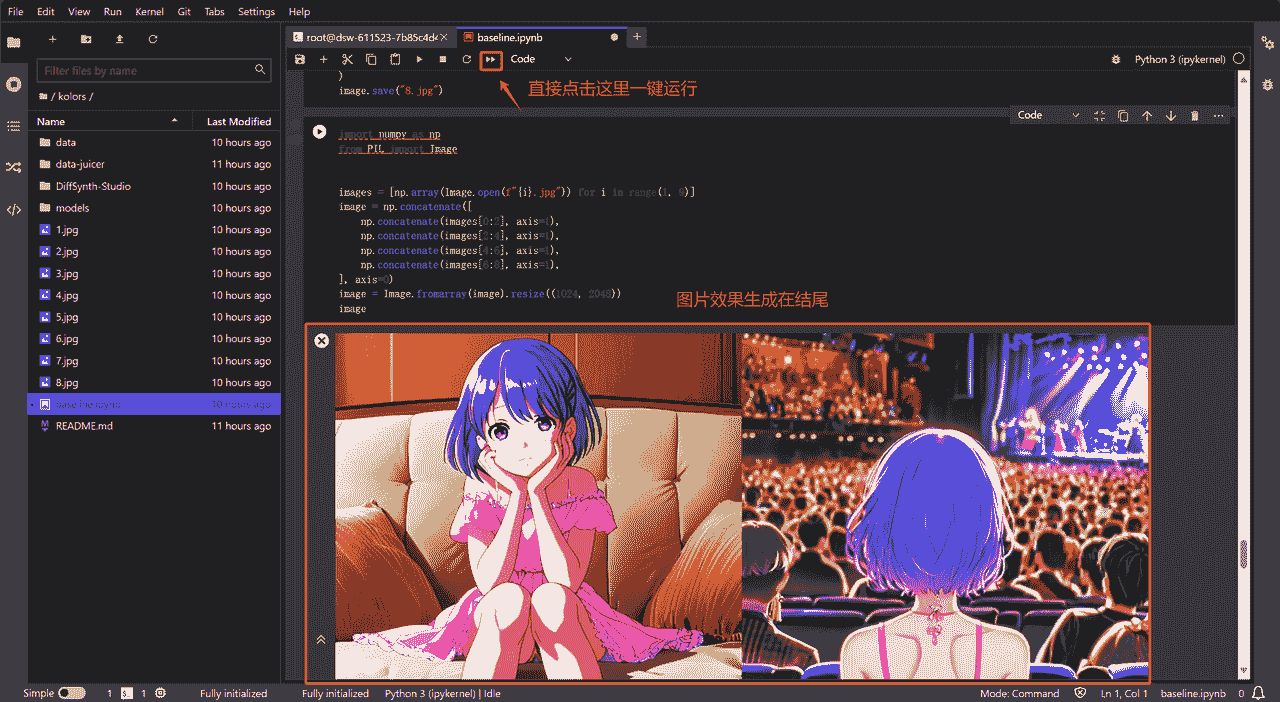 File Edit View Run Kernel Git Tabs Settings Help
root@dsw-611523-7b85c4d
baseline.ipynb
Filter files by name
/ kolors /
Name Last Modified
data 10 hours ago
data-juicer 11 hours ago
DiffSynth-Studio 10 hours ago
models 10 hours ago
1.jpg 10 hours ago
2.jpg 10 hours ago
3.jpg 10 hours ago
4.jpg 10 hours ago
5.jpg 10 hours ago
6.jpg 10 hours ago
7.jpg 10 hours ago
8.jpg 10 hours ago
baseline.ipynb 10 hours ago
README.md 11 hours ago
Code
Python 3 (ipykernel)
)
image.save("8.jpg")
直接点击这里一键运行
Code
import numpy as np
from PIL import Image
images = [np.array(Image.open(f"{i}.jpg")) for i in range(1, 9)]
image = np.concatenate([
np.concatenate(images[0:2], axis=1),
np.concatenate(images[2:4], axis=1),
np.concatenate(images[4:6], axis=1),
np.concatenate(images[6:8], axis=1),
], axis=0)
image = Image.fromarray(image).resize((1024, 2048))
image
图片效果生成在结尾
Simple 1 1 Fully initialized Fully initialized Python 3 (ipykernel) | Idle Mode: Command Ln 1, Col 1 baseline.ipynb 0